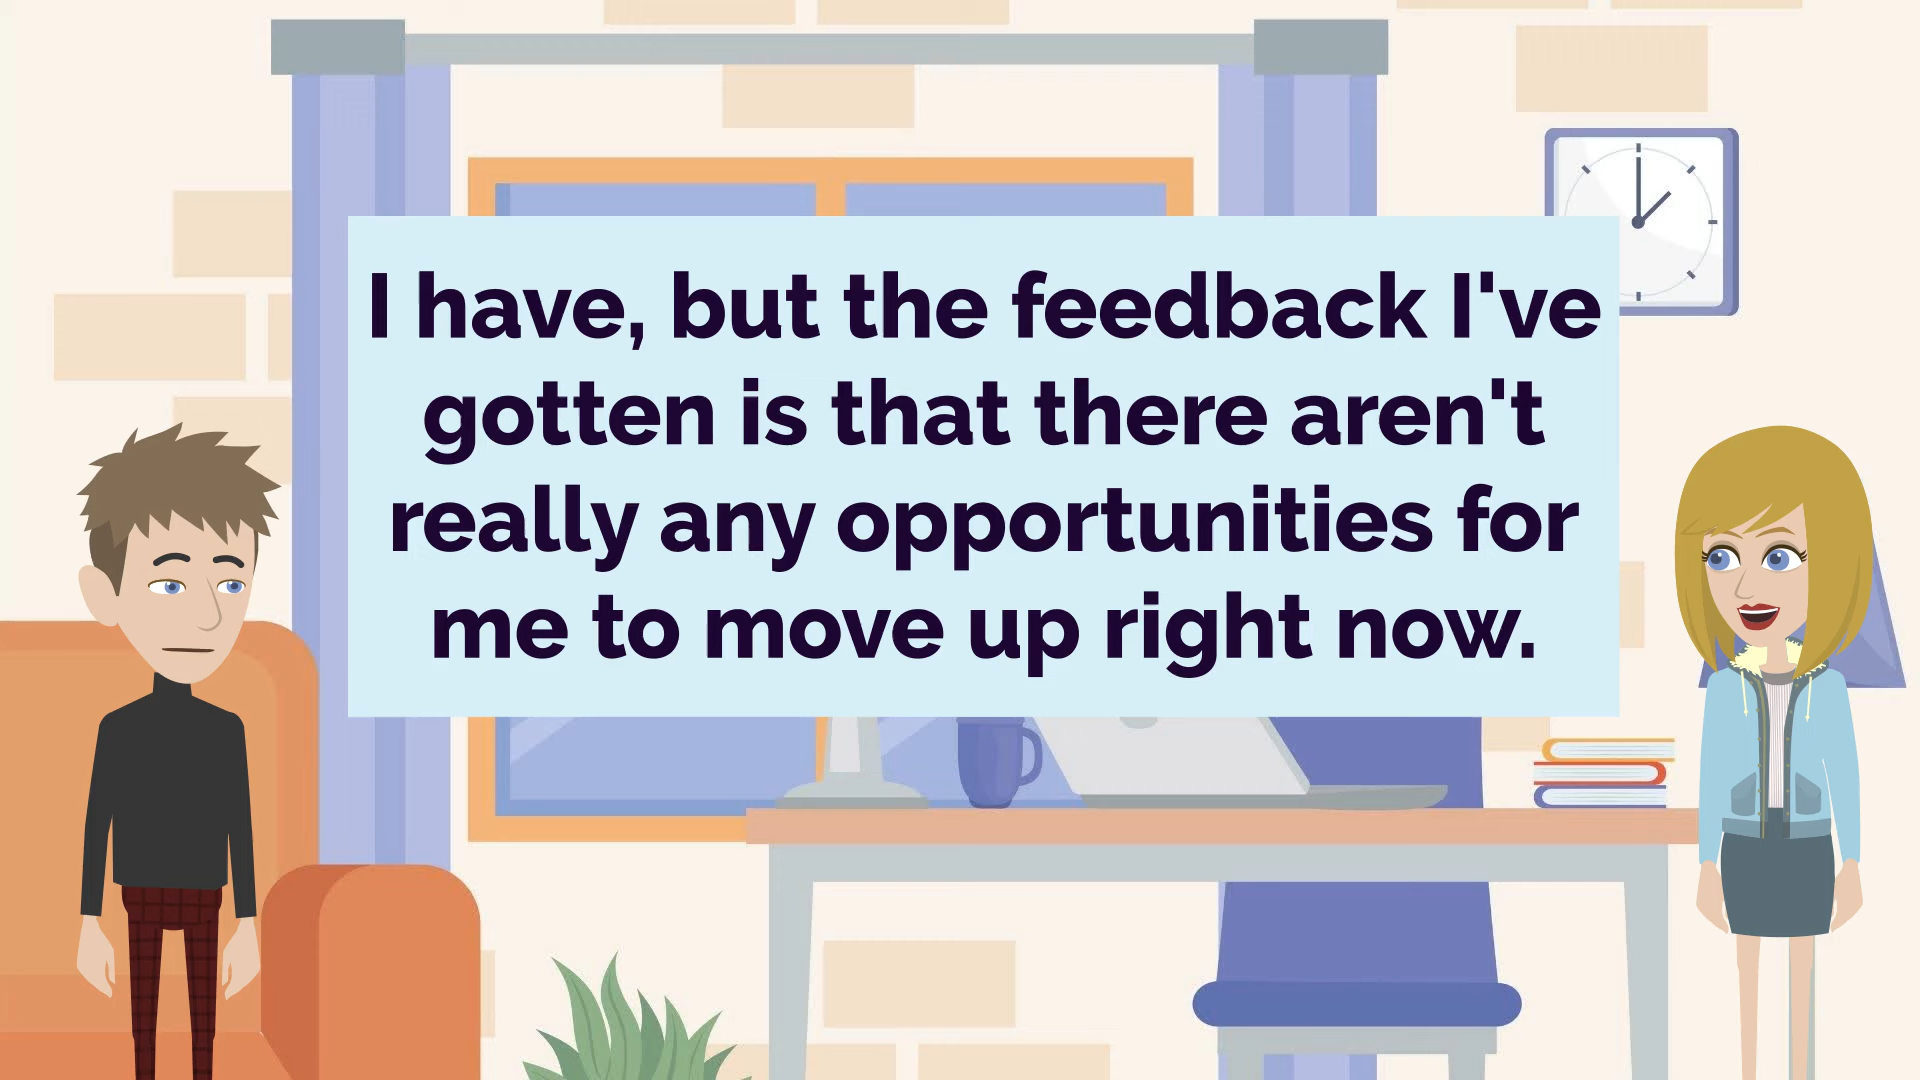 I have, but the feedback I've
gotten is that there aren't
really any opportunities for
me to move up right now.